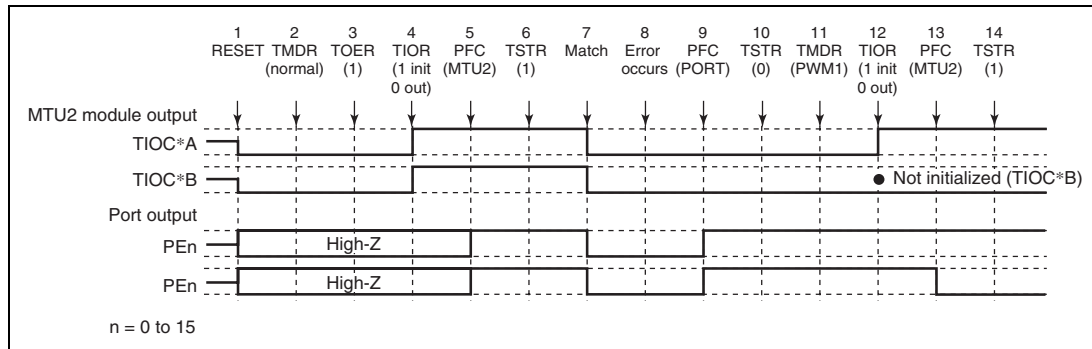 1 2 3 4 5 6 7 8 9 10 11 12 13 14
RESET TMDR TOER TIOR PFC TSTR Match Error PFC TSTR TMDR TIOR PFC TSTR
(normal) (1) (1 init (MTU2) (1) occurs (PORT) (0) (PWM1) (1 init (MTU2) (1)
0 out) 0 out)
MTU2 module output
TIOC*A
TIOC*B
● Not initialized (TIOC*B)
Port output
PEn
High-Z
PEn
High-Z
n = 0 to 15